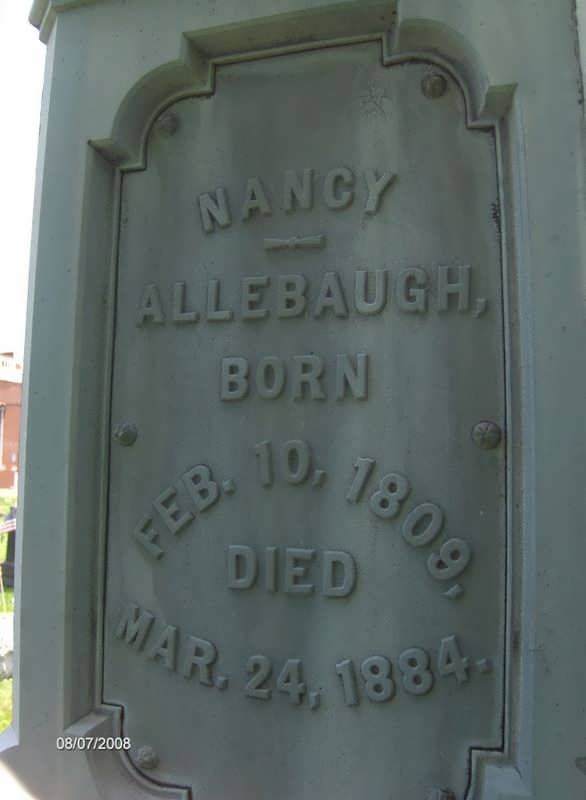 NANCY
ALLEBAUGH,
BORN
FEB. 10, 1809,
DIED
MAR. 24, 1884.
08/07/2008